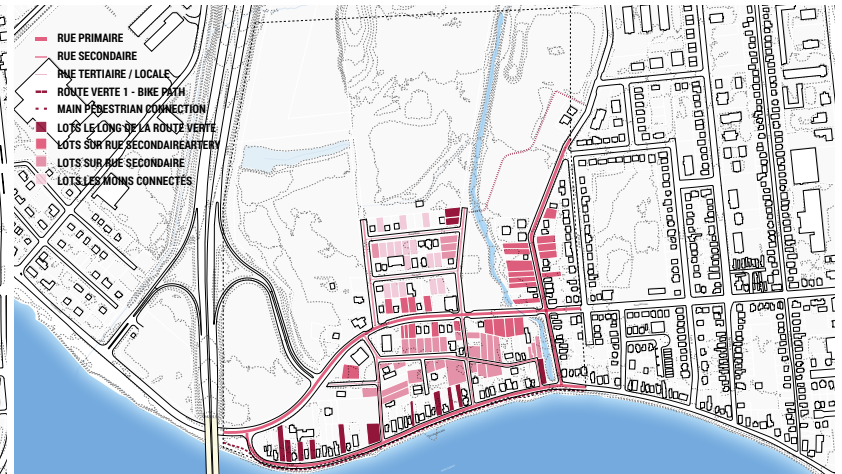 RUE PRIMAIRE
RUE SECONDAIRE
RUE TERTIAIRE / LOCALE
ROUTE VERTE 1 - BIKE PATH
MAIN PEDESTRIAN CONNECTION
LOTS LE LONG DE LA ROUTE VERTE
LOTS SUR RUE SECONDAIREARTERY
LOTS SUR RUE SECONDAIRE
LOTS LES MOINS CONNECTÉS